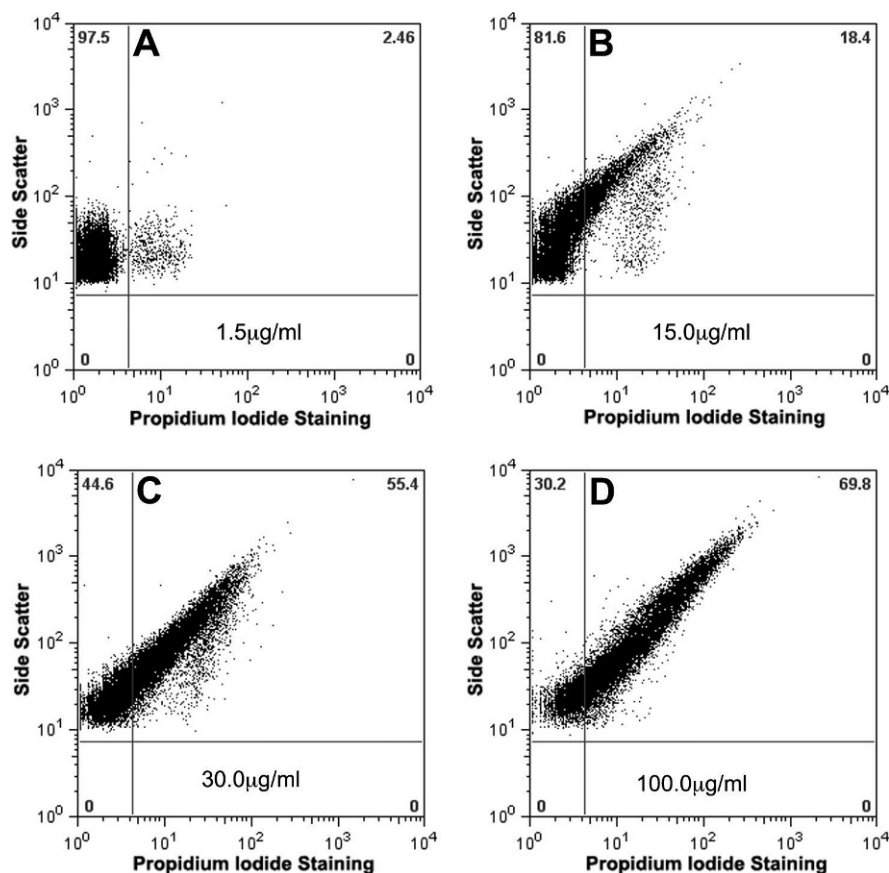 10⁴ 97.5 A 2.46
10³
10²
10¹
10⁰
Side Scatter
1.5µg/ml
0 0
10⁰ 10¹ 10² 10³ 10⁴
Propidium Iodide Staining
10⁴ 81.6 B 18.4
10³
10²
10¹
10⁰
Side Scatter
15.0µg/ml
0 0
10⁰ 10¹ 10² 10³ 10⁴
Propidium Iodide Staining
10⁴ 44.6 C 55.4
10³
10²
10¹
10⁰
Side Scatter
30.0µg/ml
0 0
10⁰ 10¹ 10² 10³ 10⁴
Propidium Iodide Staining
10⁴ 30.2 D 69.8
10³
10²
10¹
10⁰
Side Scatter
100.0µg/ml
0 0
10⁰ 10¹ 10² 10³ 10⁴
Propidium Iodide Staining